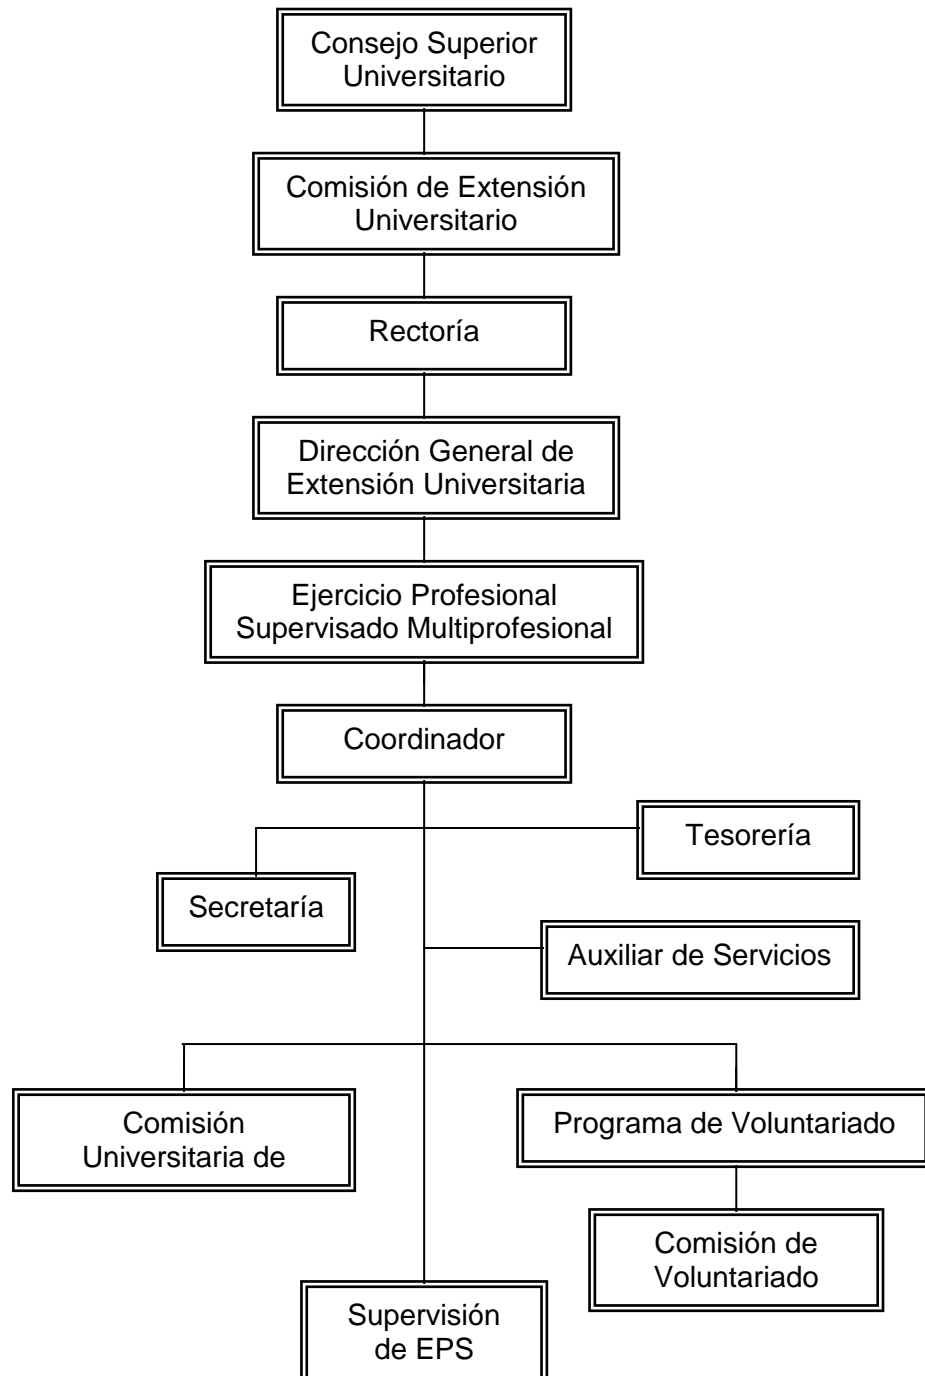 Consejo Superior
Universitario
Comisión de Extensión
Universitario
Rectoría
Dirección General de
Extensión Universitaria
Ejercicio Profesional
Supervisado Multiprofesional
Coordinador
Tesorería
Secretaría
Auxiliar de Servicios
Comisión
Universitaria de
Programa de Voluntariado
Comisión de
Voluntariado
Supervisión
de EPS